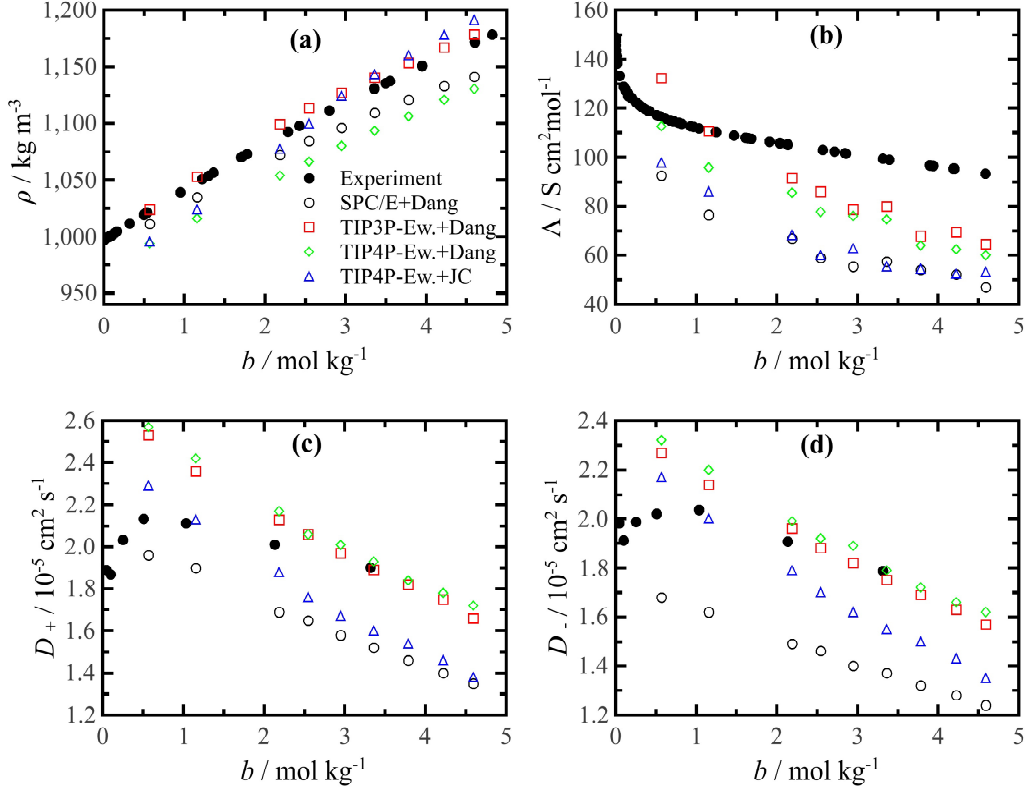 (a)
1,200
1,150
1,100
1,050
1,000
950
ρ / kg m⁻³
Experiment
SPC/E+Dang
TIP3P-Ew.+Dang
TIP4P-Ew.+Dang
TIP4P-Ew.+JC
0 1 2 3 4 5
b / mol kg⁻¹
(b)
160
140
120
100
80
60
40
Λ / S cm²mol⁻¹
0 1 2 3 4 5
b / mol kg⁻¹
(c)
2.6
2.4
2.2
2.0
1.8
1.6
1.4
1.2
D₊ / 10⁻⁵ cm² s⁻¹
0 1 2 3 4 5
b / mol kg⁻¹
(d)
2.4
2.2
2.0
1.8
1.6
1.4
1.2
D₋ / 10⁻⁵ cm² s⁻¹
0 1 2 3 4 5
b / mol kg⁻¹